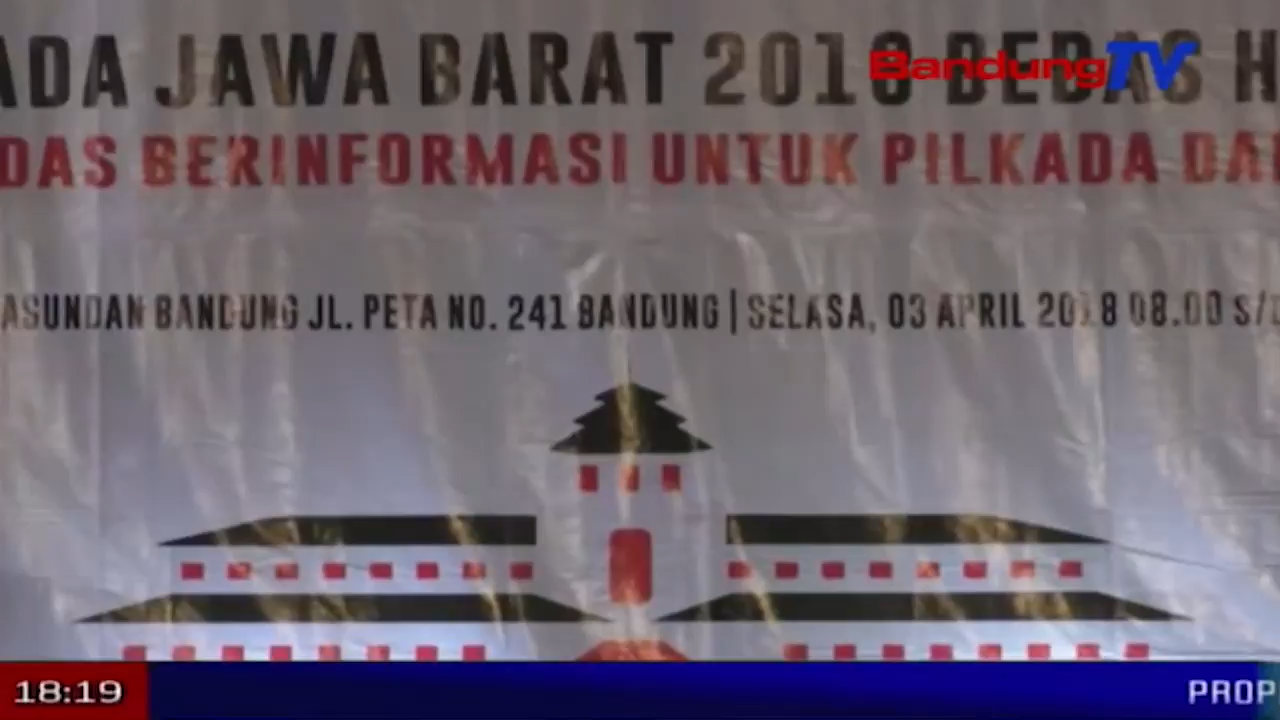 ADA JAWA BARAT 2018 BEBAS H
BandungTV
DAS BERINFORMASI UNTUK PILKADA DA
ASUNDAN BANDUNG JL. PETA NO. 241 BANDUNG | SELASA, 03 APRIL 2018 08.00 S/
18:19
PROP